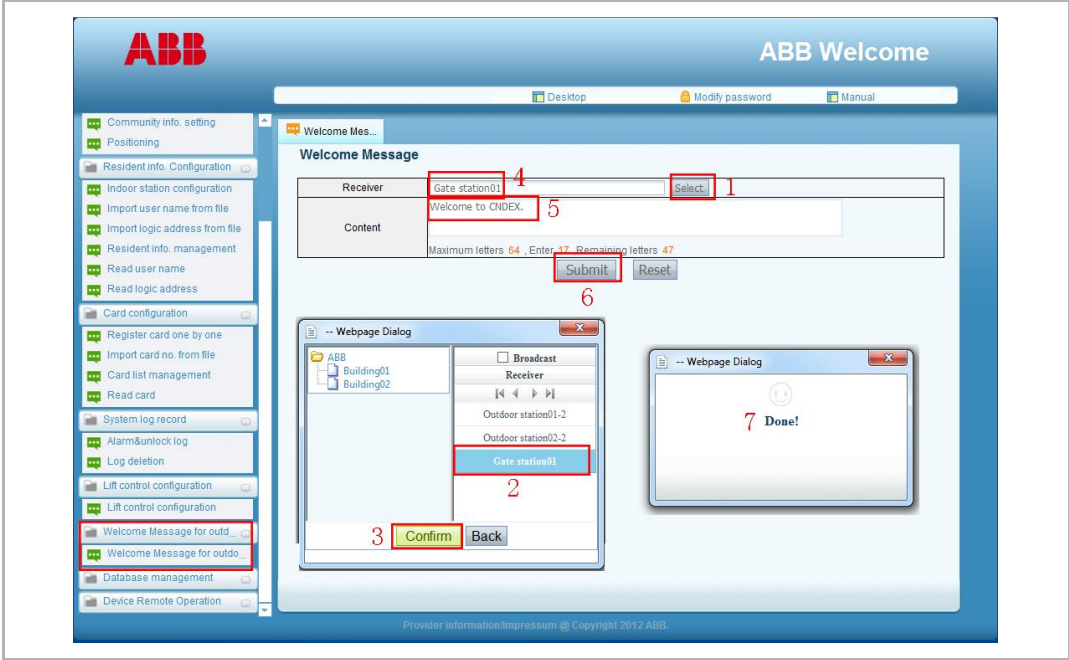 ABB
ABB Welcome
Desktop
Modify password
Manual
Community info. setting
Positioning
Resident info. Configuration
Indoor station configuration
Import user name from file
Import logic address from file
Resident info. management
Read user name
Read logic address
Card configuration
Register card one by one
Import card no. from file
Card list management
Read card
System log record
Alarm&unlock log
Log deletion
Lift control configuration
Lift control configuration
Welcome Message for outd...
Welcome Message for outdo...
Database management
Device Remote Operation
Welcome Mes...
Welcome Message
Receiver
Gate station01
4
Select
1
Content
Welcome to CNDEX.
5
Maximum letters 64 , Enter 17 , Remaining letters 47
Submit
Reset
6
-- Webpage Dialog
ABB
Building01
Building02
Broadcast
Receiver
Outdoor station01-2
Outdoor station02-2
Gate station01
2
3
Confirm
Back
-- Webpage Dialog
7
Done!
Provider information/Impressum @ Copyright 2012 ABB.